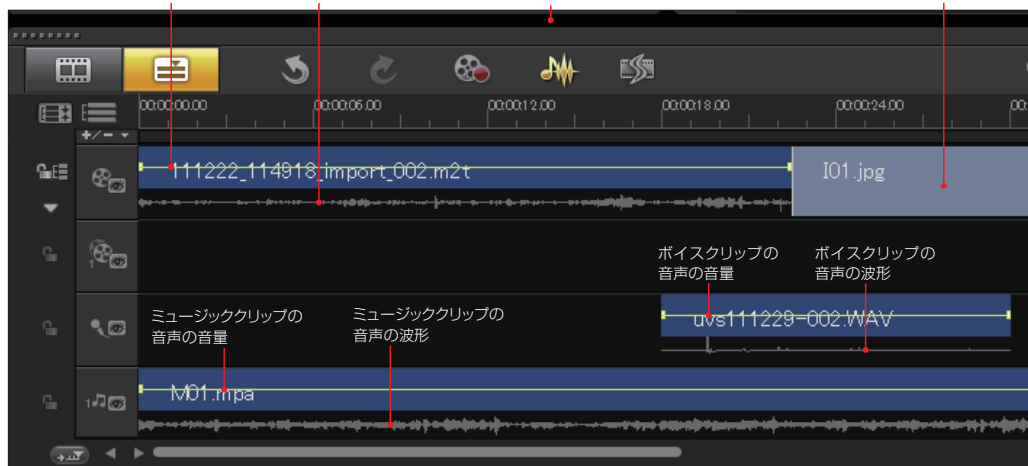 +/-
00:00:00.00 00:00:06.00 00:00:12.00 00:00:18.00 00:00:24.00 00:
111222_114918_import_002.m2t
I01.jpg
1
ボイスクリップの
音声の音量
ボイスクリップの
音声の波形
uvs111229-002.WAV
ミュージッククリップの
音声の音量
ミュージッククリップの
音声の波形
1
M01.mpa